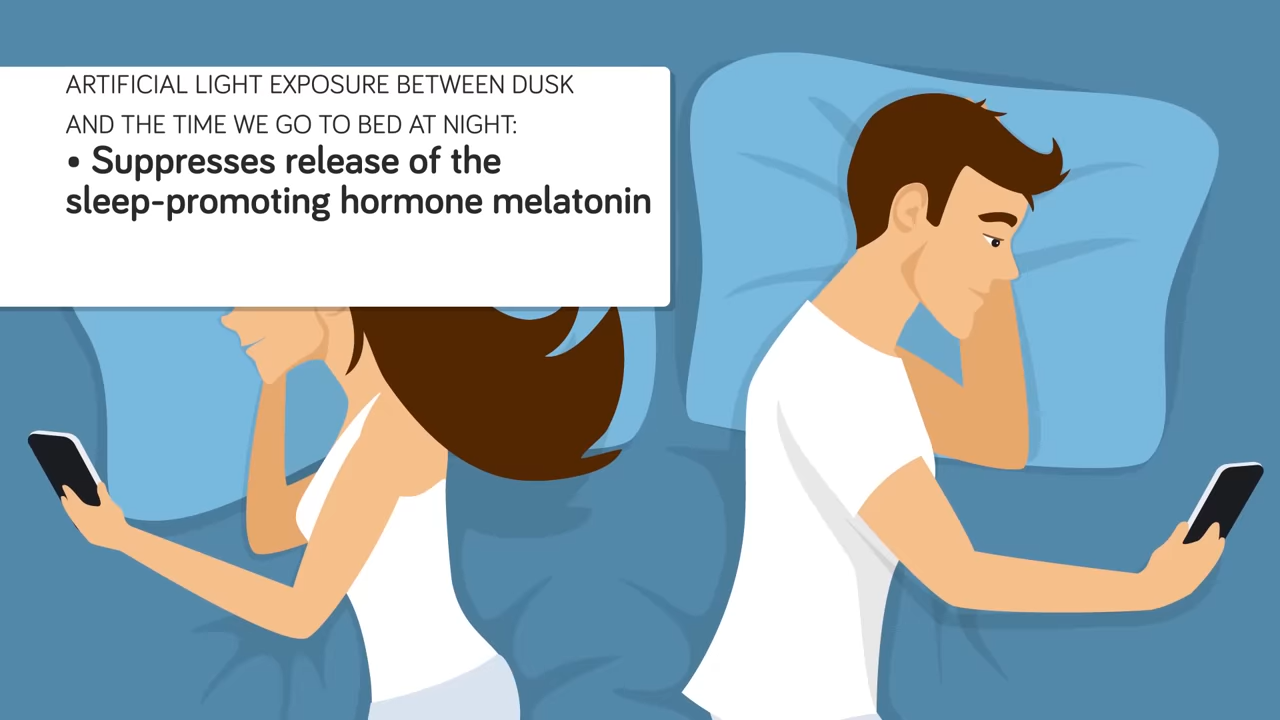 ARTIFICIAL LIGHT EXPOSURE BETWEEN DUSK
AND THE TIME WE GO TO BED AT NIGHT:
• Suppresses release of the
sleep-promoting hormone melatonin